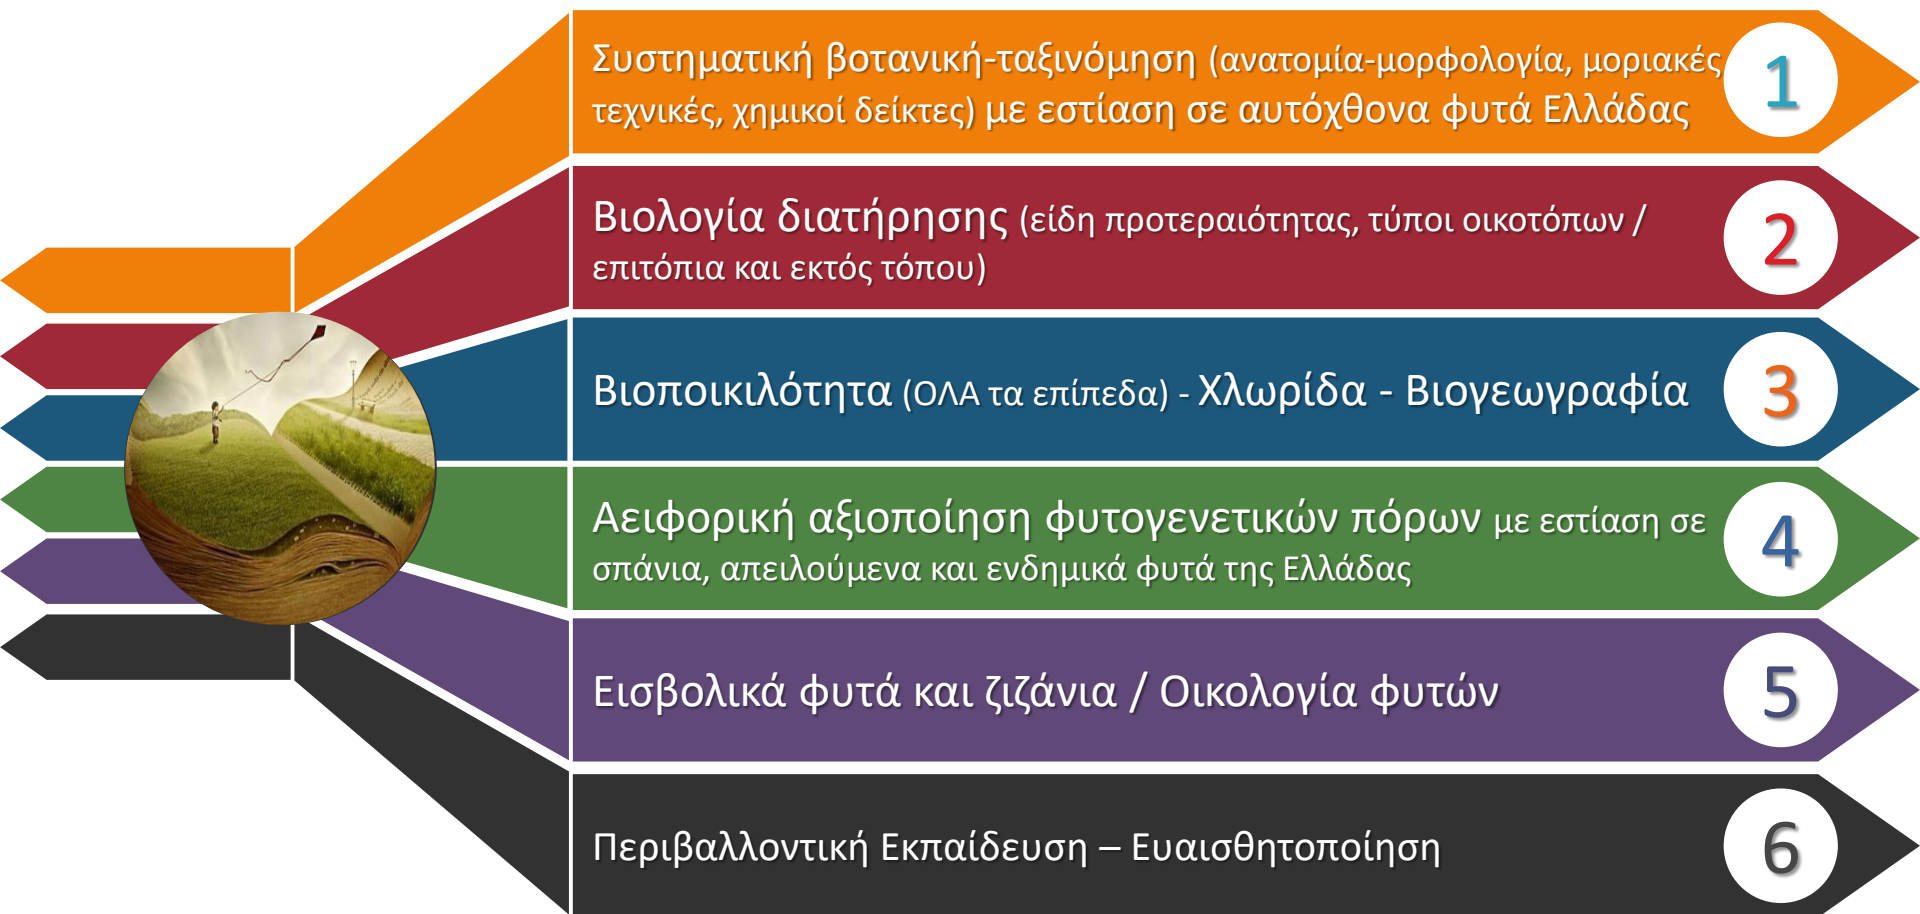 Συστηματική βοτανική-ταξινόμηση (ανατομία-μορφολογία, μοριακές
τεχνικές, χημικοί δείκτες) με εστίαση σε αυτόχθονα φυτά Ελλάδας
1
Βιολογία διατήρησης (είδη προτεραιότητας, τύποι οικοτόπων /
επιτόπια και εκτός τόπου)
2
Βιοποικιλότητα (ΟΛΑ τα επίπεδα) - Χλωρίδα - Βιογεωγραφία
3
Αειφορική αξιοποίηση φυτογενετικών πόρων με εστίαση σε
σπάνια, απειλούμενα και ενδημικά φυτά της Ελλάδας
4
Εισβολικά φυτά και ζιζάνια / Οικολογία φυτών
5
Περιβαλλοντική Εκπαίδευση – Ευαισθητοποίηση
6